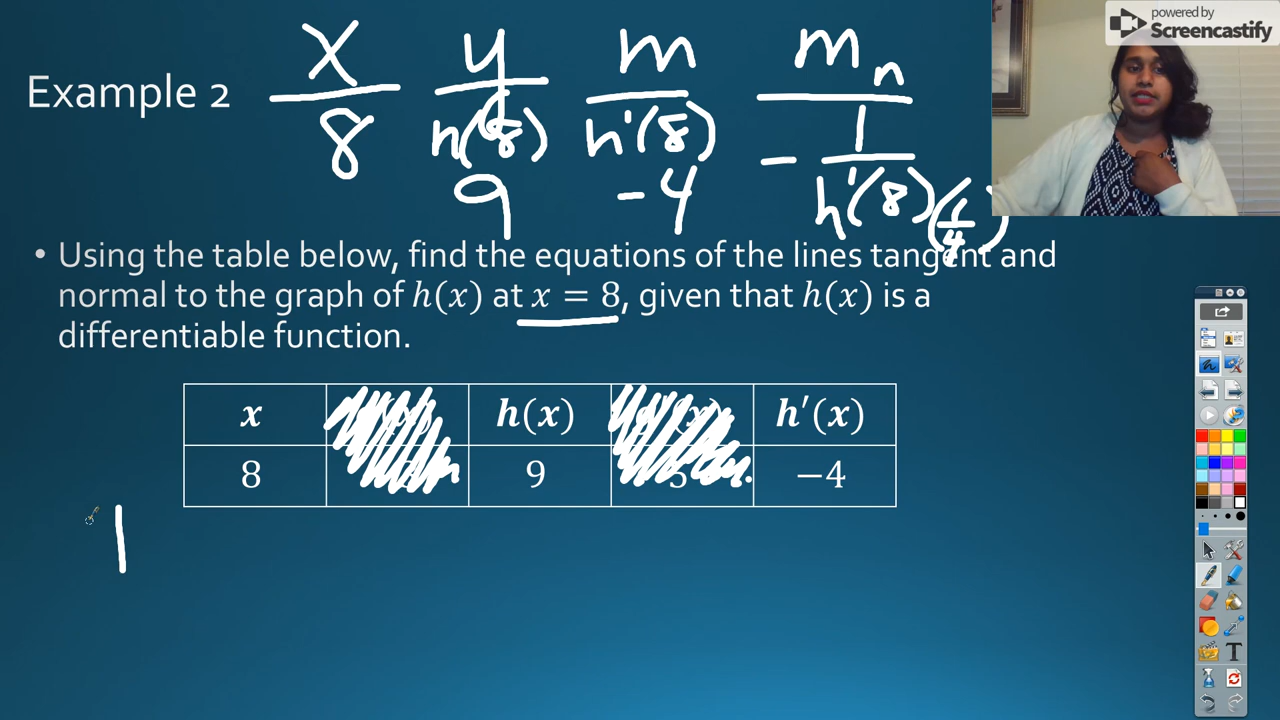 powered by
Screencastify
Example 2
x y m m n
8 h(8) h'(8) - 1
h'(8)
9 -4 (1/4)
• Using the table below, find the equations of the lines tangent and
normal to the graph of h(x) at x = 8, given that h(x) is a
differentiable function.
x h(x) h′(x)
8 9 5 −4